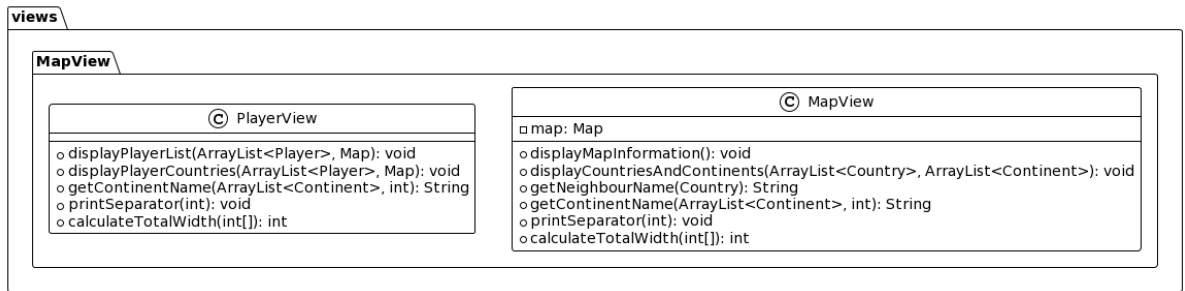 views
MapView
C PlayerView
displayPlayerList(ArrayList<Player>, Map): void
displayPlayerCountries(ArrayList<Player>, Map): void
getContinentName(ArrayList<Continent>, int): String
printSeparator(int): void
calculateTotalWidth(int[]): int
C MapView
map: Map
displayMapInformation(): void
displayCountriesAndContinents(ArrayList<Country>, ArrayList<Continent>): void
getNeighbourName(Country): String
getContinentName(ArrayList<Continent>, int): String
printSeparator(int): void
calculateTotalWidth(int[]): int